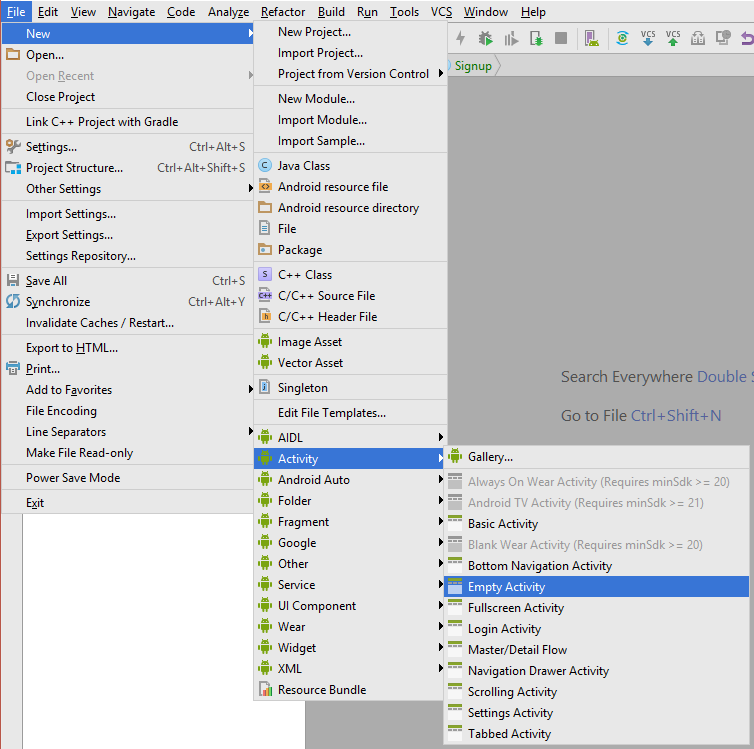 File Edit View Navigate Code Analyze Refactor Build Run Tools VCS Window Help
New
Open...
Open Recent
Close Project
Link C++ Project with Gradle
Settings... Ctrl+Alt+S
Project Structure... Ctrl+Alt+Shift+S
Other Settings
Import Settings...
Export Settings...
Settings Repository...
Save All Ctrl+S
Synchronize Ctrl+Alt+Y
Invalidate Caches / Restart...
Export to HTML...
Print...
Add to Favorites
File Encoding
Line Separators
Make File Read-only
Power Save Mode
Exit
New Project...
Import Project...
Project from Version Control
New Module...
Import Module...
Import Sample...
C Java Class
Android resource file
Android resource directory
File
Package
S C++ Class
C++ C/C++ Source File
h C/C++ Header File
Image Asset
Vector Asset
Singleton
Edit File Templates...
AIDL
Activity
Android Auto
Folder
Fragment
Google
Other
Service
UI Component
Wear
Widget
XML
Resource Bundle
VCS VCS
Signup
Search Everywhere Double S
Go to File Ctrl+Shift+N
Gallery...
Always On Wear Activity (Requires minSdk >= 20)
Android TV Activity (Requires minSdk >= 21)
Basic Activity
Blank Wear Activity (Requires minSdk >= 20)
Bottom Navigation Activity
Empty Activity
Fullscreen Activity
Login Activity
Master/Detail Flow
Navigation Drawer Activity
Scrolling Activity
Settings Activity
Tabbed Activity